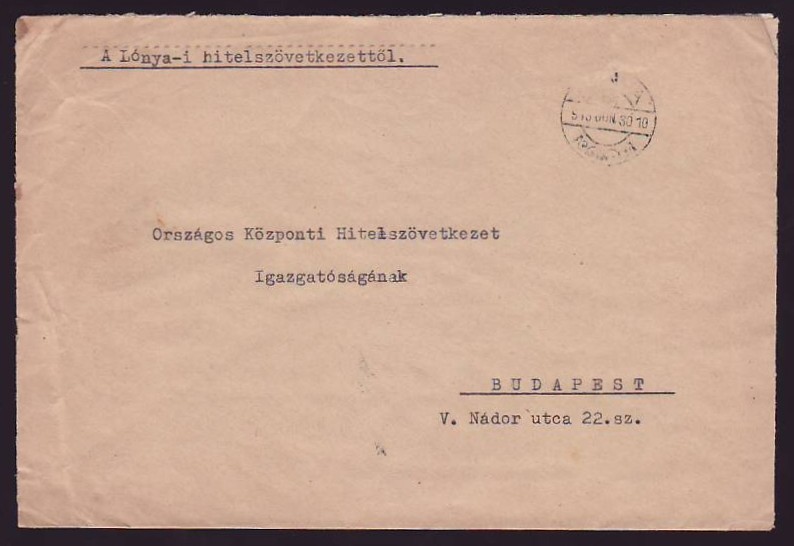 A Lónya-i hitelszövetkezettől.
Országos Központi Hitelszövetkezet
Igazgatóságának
BUDAPEST
V. Nádor utca 22.sz.